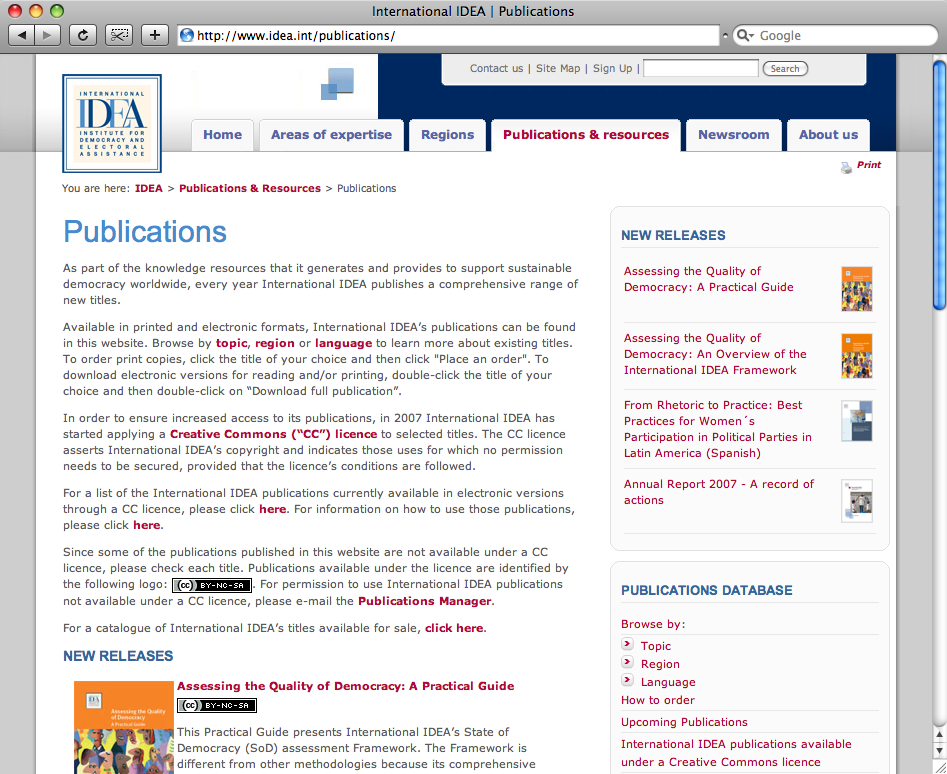 International IDEA | Publications
http://www.idea.int/publications/
Google
Contact us | Site Map | Sign Up |
Search
INTERNATIONAL
IDEA
INSTITUTE FOR
DEMOCRACY AND
ELECTORAL
ASSISTANCE
Home
Areas of expertise
Regions
Publications & resources
Newsroom
About us
Print
You are here: IDEA > Publications & Resources > Publications
Publications
As part of the knowledge resources that it generates and provides to support sustainable
democracy worldwide, every year International IDEA publishes a comprehensive range of
new titles.
Available in printed and electronic formats, International IDEA’s publications can be found
in this website. Browse by topic, region or language to learn more about existing titles.
To order print copies, click the title of your choice and then click "Place an order". To
download electronic versions for reading and/or printing, double-click the title of your
choice and then double-click on “Download full publication”.
In order to ensure increased access to its publications, in 2007 International IDEA has
started applying a Creative Commons (“CC”) licence to selected titles. The CC licence
asserts International IDEA’s copyright and indicates those uses for which no permission
needs to be secured, provided that the licence’s conditions are followed.
For a list of the International IDEA publications currently available in electronic versions
through a CC licence, please click here. For information on how to use those publications,
please click here.
Since some of the publications published in this website are not available under a CC
licence, please check each title. Publications available under the licence are identified by
the following logo: (cc) BY-NC-SA. For permission to use International IDEA publications
not available under a CC licence, please e-mail the Publications Manager.
For a catalogue of International IDEA’s titles available for sale, click here.
NEW RELEASES
Assessing the Quality of Democracy: A Practical Guide
(cc) BY-NC-SA
Assessing the Quality
of Democracy
A Practical Guide
This Practical Guide presents International IDEA’s State of
Democracy (SoD) assessment Framework. The Framework is
different from other methodologies because its comprehensive
NEW RELEASES
Assessing the Quality of
Democracy: A Practical Guide
Assessing the Quality of
Democracy: An Overview of the
International IDEA Framework
From Rhetoric to Practice: Best
Practices for Women´s
Participation in Political Parties in
Latin America (Spanish)
Annual Report 2007 - A record of
actions
PUBLICATIONS DATABASE
Browse by:
Topic
Region
Language
How to order
Upcoming Publications
International IDEA publications available
under a Creative Commons licence